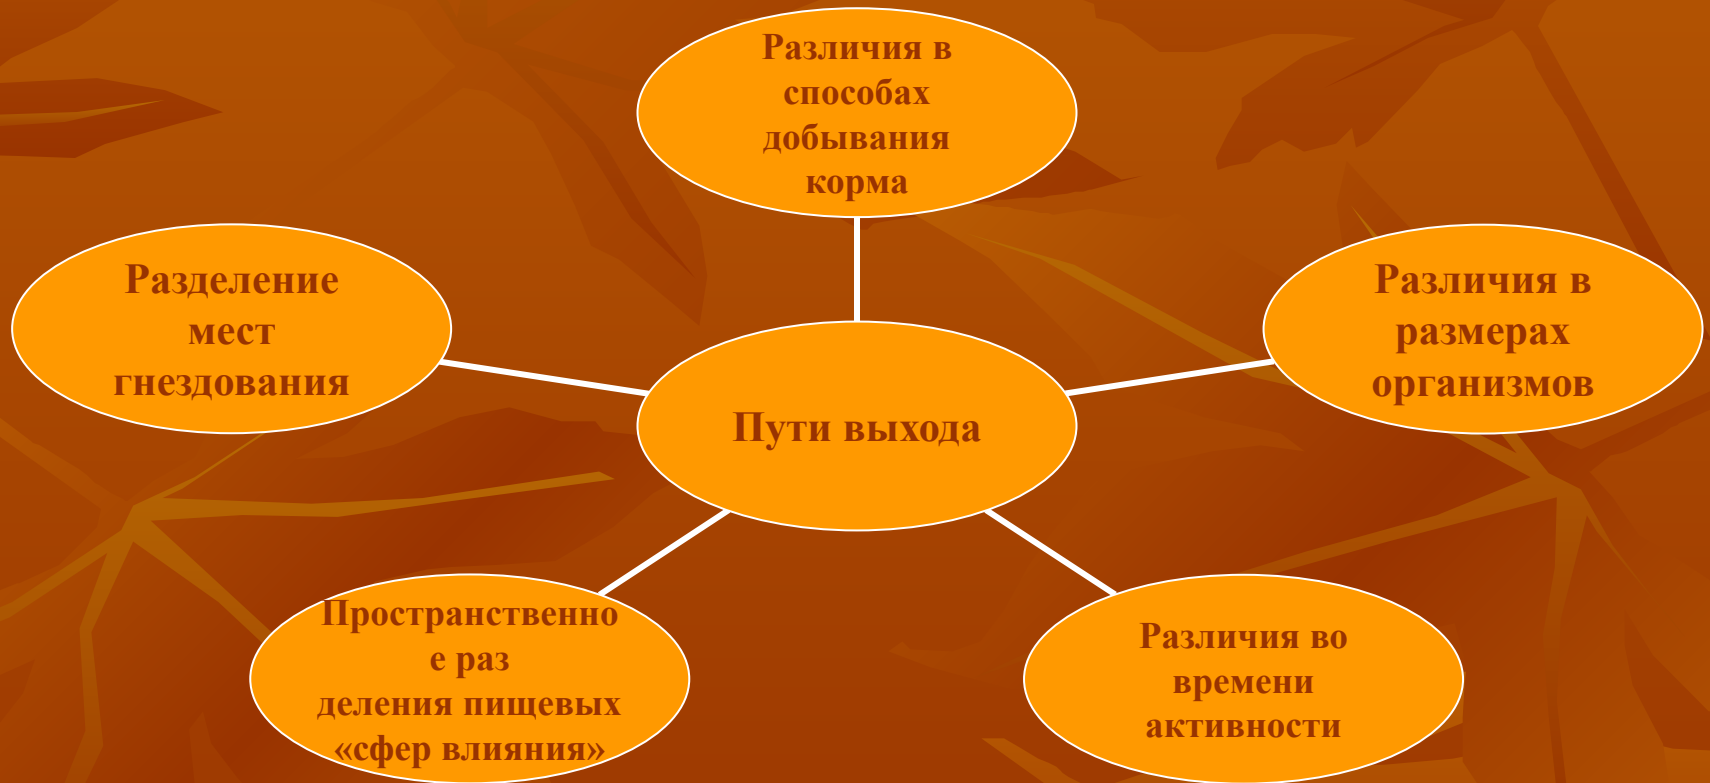 Различия в
способах
добывания
корма
Разделение
мест
гнездования
Различия в
размерах
организмов
Пути выхода
Пространственно
е раз
деления пищевых
«сфер влияния»
Различия во
времени
активности